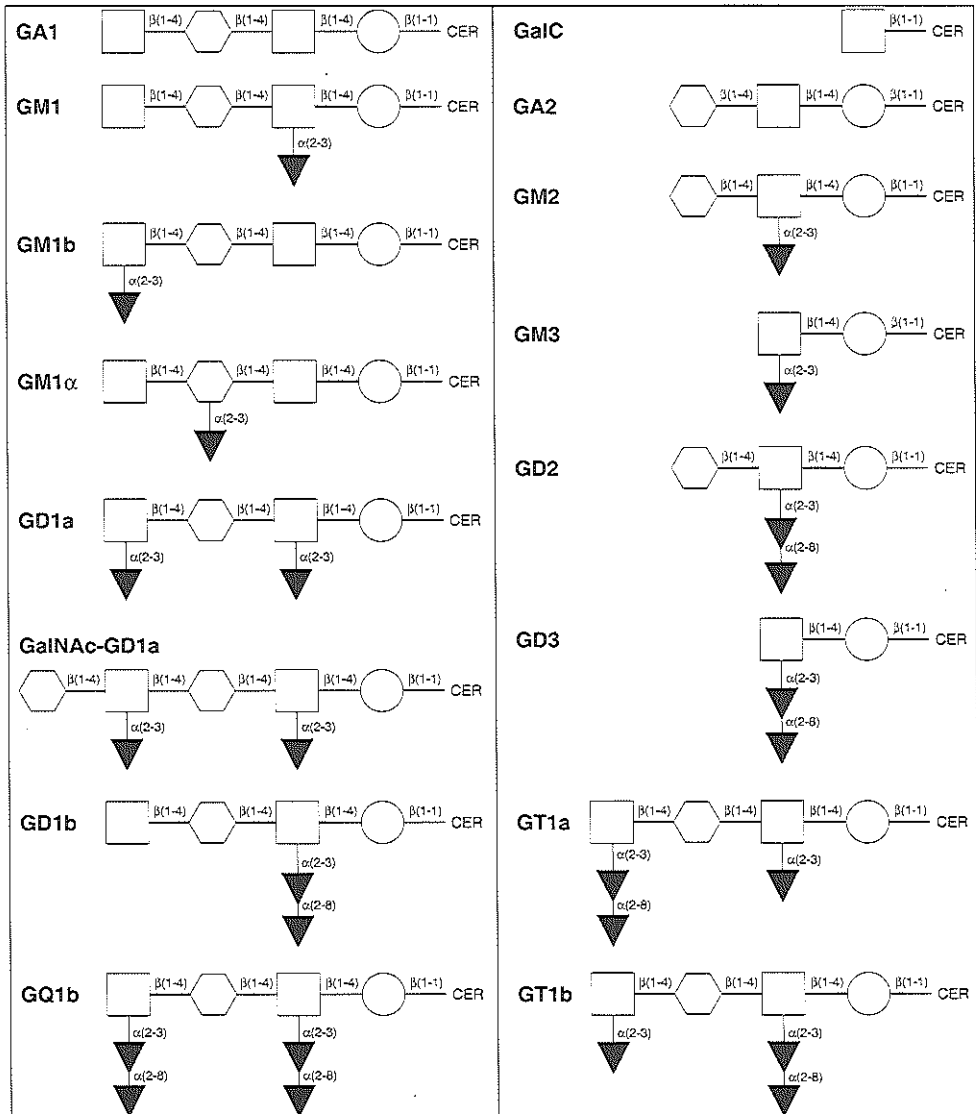 GA1 β(1-4) β(1-4) β(1-4) β(1-1) CER
GM1 β(1-4) β(1-4) β(1-4) β(1-1) CER
α(2-3)
GM1b β(1-4) β(1-4) β(1-4) β(1-1) CER
α(2-3)
GM1α β(1-4) β(1-4) β(1-4) β(1-1) CER
α(2-3)
GD1a β(1-4) β(1-4) β(1-4) β(1-1) CER
α(2-3) α(2-3)
GalNAc-GD1a
β(1-4) β(1-4) β(1-4) β(1-4) β(1-1) CER
α(2-3) α(2-3)
GD1b β(1-4) β(1-4) β(1-4) β(1-1) CER
α(2-3)
α(2-8)
GQ1b β(1-4) β(1-4) β(1-4) β(1-1) CER
α(2-3) α(2-3)
α(2-8) α(2-8)
GalC β(1-1) CER
GA2 β(1-4) β(1-4) β(1-1) CER
GM2 β(1-4) β(1-4) β(1-1) CER
α(2-3)
GM3 β(1-4) β(1-1) CER
α(2-3)
GD2 β(1-4) β(1-4) β(1-1) CER
α(2-3)
α(2-8)
GD3 β(1-4) β(1-1) CER
α(2-3)
α(2-8)
GT1a β(1-4) β(1-4) β(1-4) β(1-1) CER
α(2-3) α(2-3)
α(2-8)
GT1b β(1-4) β(1-4) β(1-4) β(1-1) CER
α(2-3) α(2-3)
α(2-8)